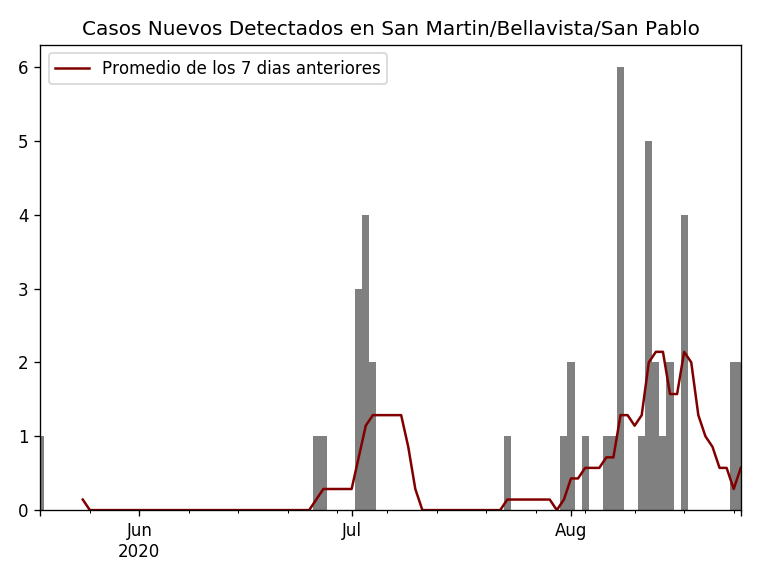 Casos Nuevos Detectados en San Martin/Bellavista/San Pablo
Promedio de los 7 dias anteriores
6
5
4
3
2
1
0
Jun
2020
Jul
Aug